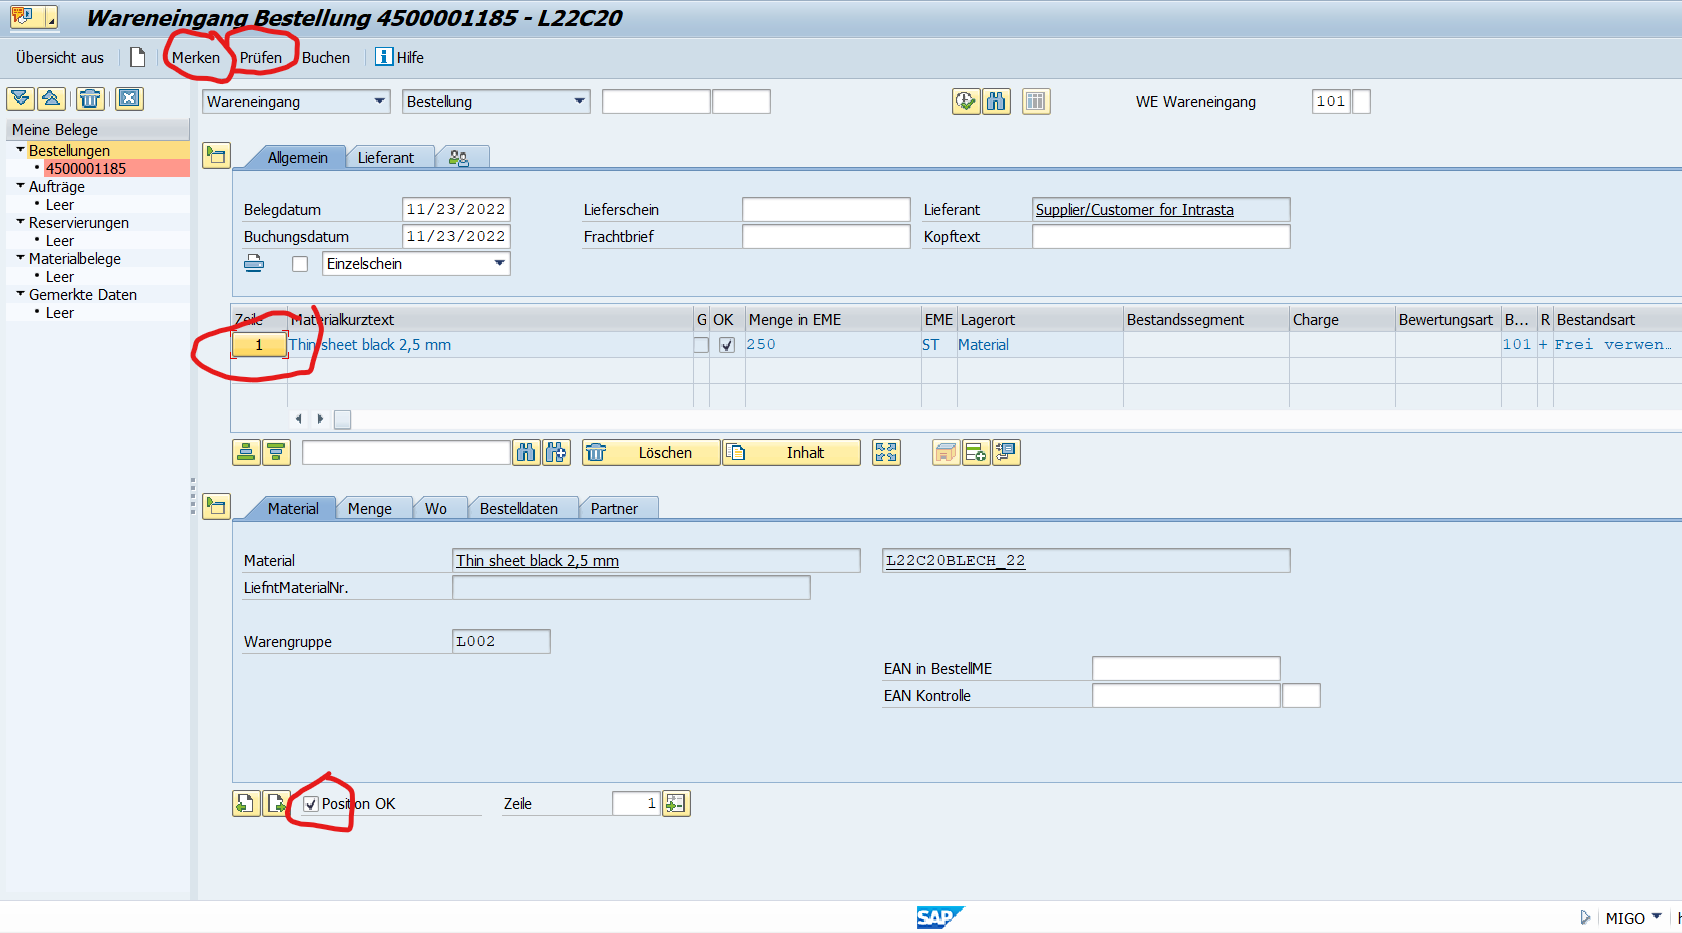 Wareneingang Bestellung 4500001185 - L22C20
Übersicht aus Merken Prüfen Buchen Hilfe
Wareneingang Bestellung WE Wareneingang 101
Meine Belege
Bestellungen
4500001185
Aufträge
Leer
Reservierungen
Leer
Materialbelege
Leer
Gemerkte Daten
Leer
Allgemein Lieferant
Belegdatum 11/23/2022 Lieferschein Lieferant Supplier/Customer for Intrasta
Buchungsdatum 11/23/2022 Frachtbrief Kopftext
Einzelschein
Zeile Materialkurztext G OK Menge in EME EME Lagerort Bestandssegment Charge Bewertungsart B... R Bestandsart
1 Thin sheet black 2,5 mm 250 ST Material 101 + Frei verwen…
Löschen Inhalt
Material Menge Wo Bestelldaten Partner
Material Thin sheet black 2,5 mm L22C20BLECH_22
LiefntMaterialNr.
Warengruppe L002
EAN in BestellME
EAN Kontrolle
Position OK Zeile 1
SAP MIGO